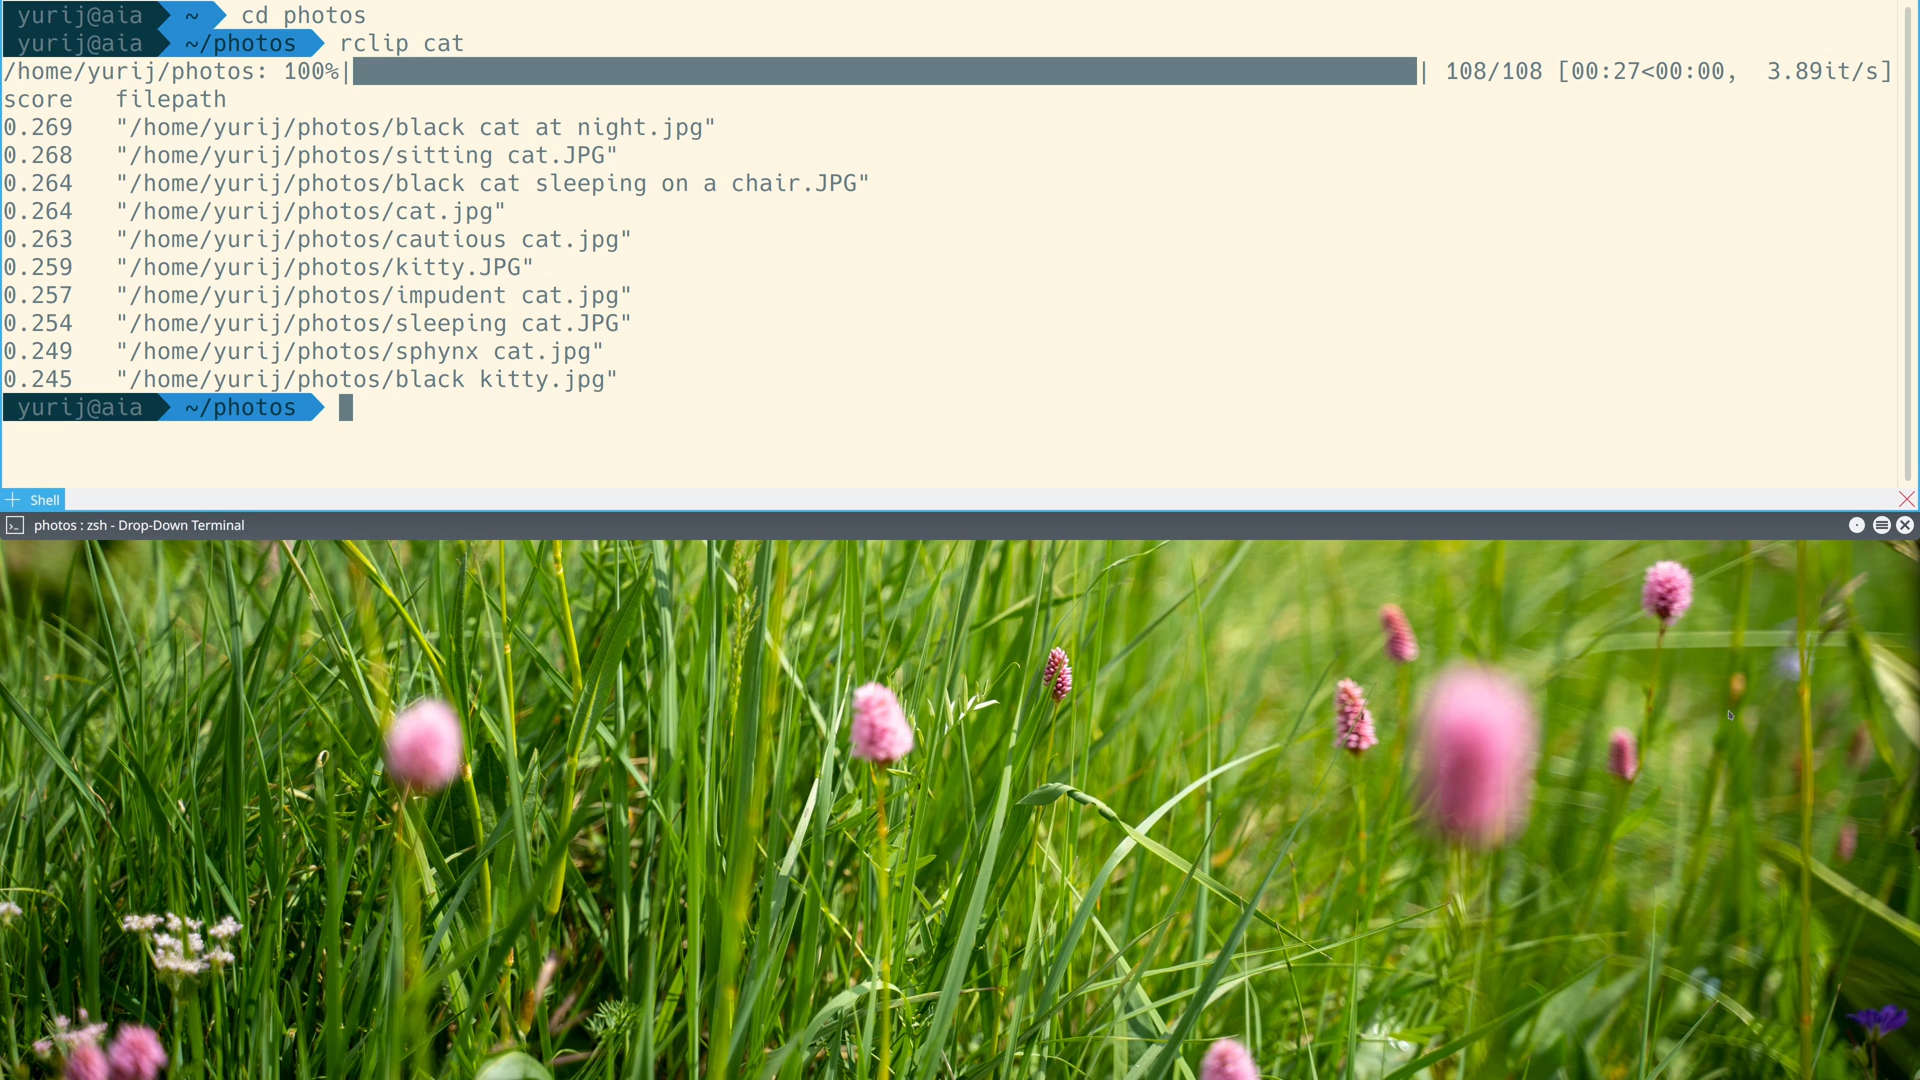 yurij@aia ~ cd photos
yurij@aia ~/photos rclip cat
/home/yurij/photos: 100%| | 108/108 [00:27<00:00,  3.89it/s]
score   filepath
0.269   "/home/yurij/photos/black cat at night.jpg"
0.268   "/home/yurij/photos/sitting cat.JPG"
0.264   "/home/yurij/photos/black cat sleeping on a chair.JPG"
0.264   "/home/yurij/photos/cat.jpg"
0.263   "/home/yurij/photos/cautious cat.jpg"
0.259   "/home/yurij/photos/kitty.JPG"
0.257   "/home/yurij/photos/impudent cat.jpg"
0.254   "/home/yurij/photos/sleeping cat.JPG"
0.249   "/home/yurij/photos/sphynx cat.jpg"
0.245   "/home/yurij/photos/black kitty.jpg"
yurij@aia ~/photos
Shell
photos : zsh - Drop-Down Terminal